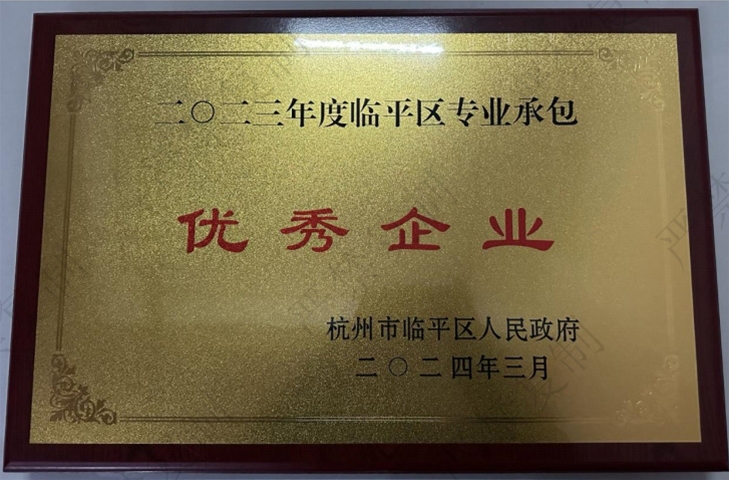 二〇二三年度临平区专业承包
优秀企业
杭州市临平区人民政府
二〇二四年三月